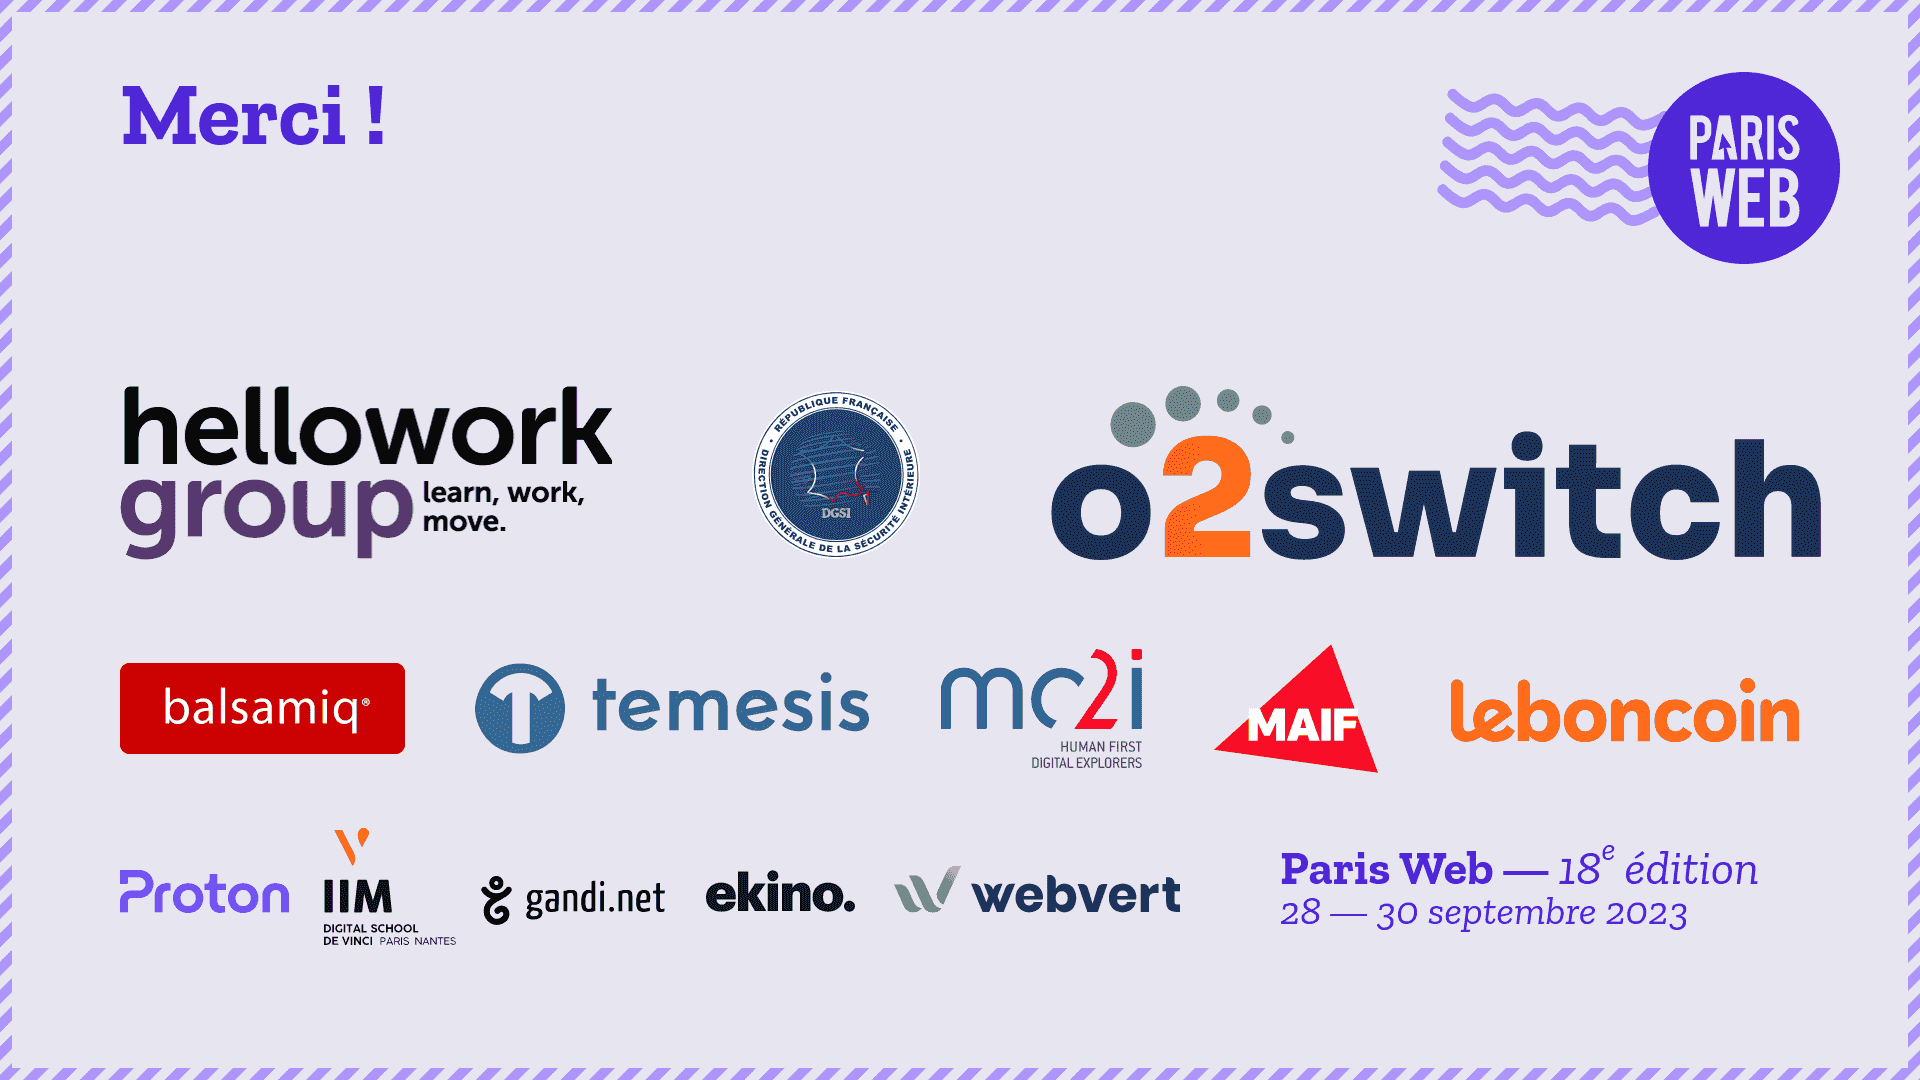 Merci !
PARIS
WEB
hellowork
group learn, work,
move.
RÉPUBLIQUE FRANÇAISE
DIRECTION GÉNÉRALE DE LA SÉCURITÉ INTÉRIEURE
DGSI
o2switch
balsamiq®
temesis
mc2i
HUMAN FIRST
DIGITAL EXPLORERS
MAIF
leboncoin
Proton
IIM
DIGITAL SCHOOL
DE VINCI PARIS NANTES
gandi.net
ekino.
webvert
Paris Web — 18e édition
28 — 30 septembre 2023